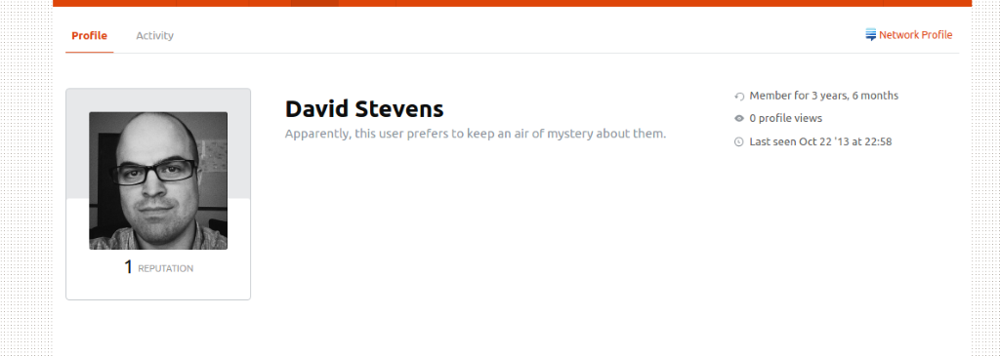 Profile
Activity
Network Profile
David Stevens
Apparently, this user prefers to keep an air of mystery about them.
Member for 3 years, 6 months
0 profile views
Last seen Oct 22 '13 at 22:58
1 REPUTATION